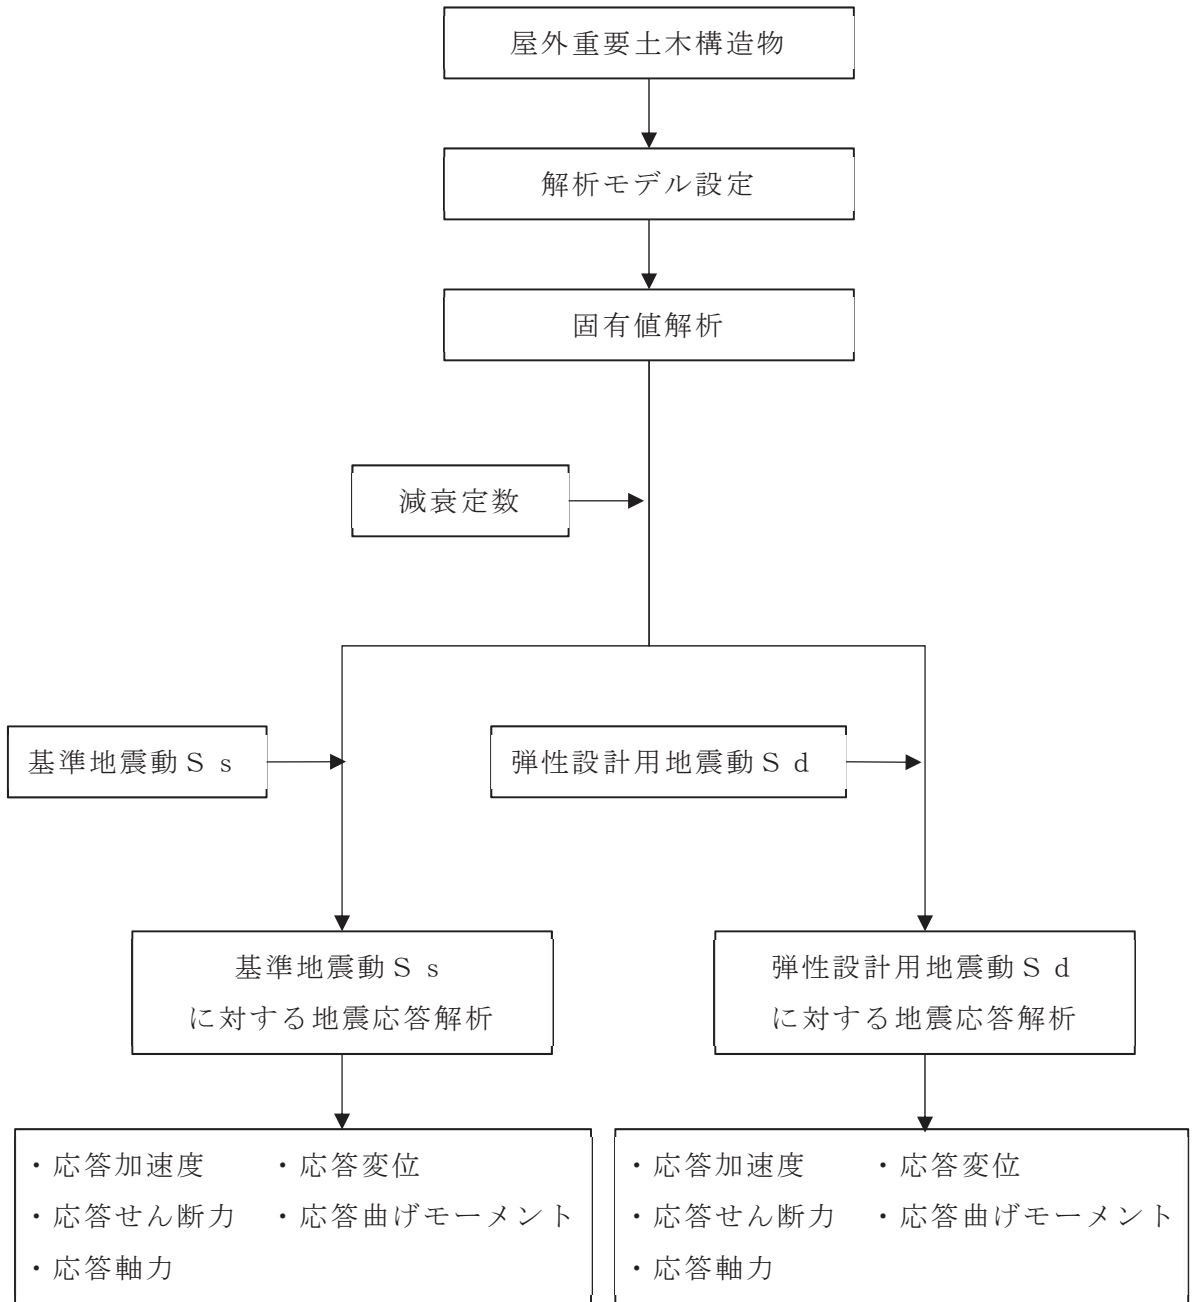 屋外重要土木構造物
解析モデル設定
固有値解析
減衰定数
基準地震動Ｓｓ
弾性設計用地震動Ｓｄ
基準地震動Ｓｓ
に対する地震応答解析
弾性設計用地震動Ｓｄ
に対する地震応答解析
・応答加速度　・応答変位
・応答せん断力　・応答曲げモーメント
・応答軸力
・応答加速度　・応答変位
・応答せん断力　・応答曲げモーメント
・応答軸力